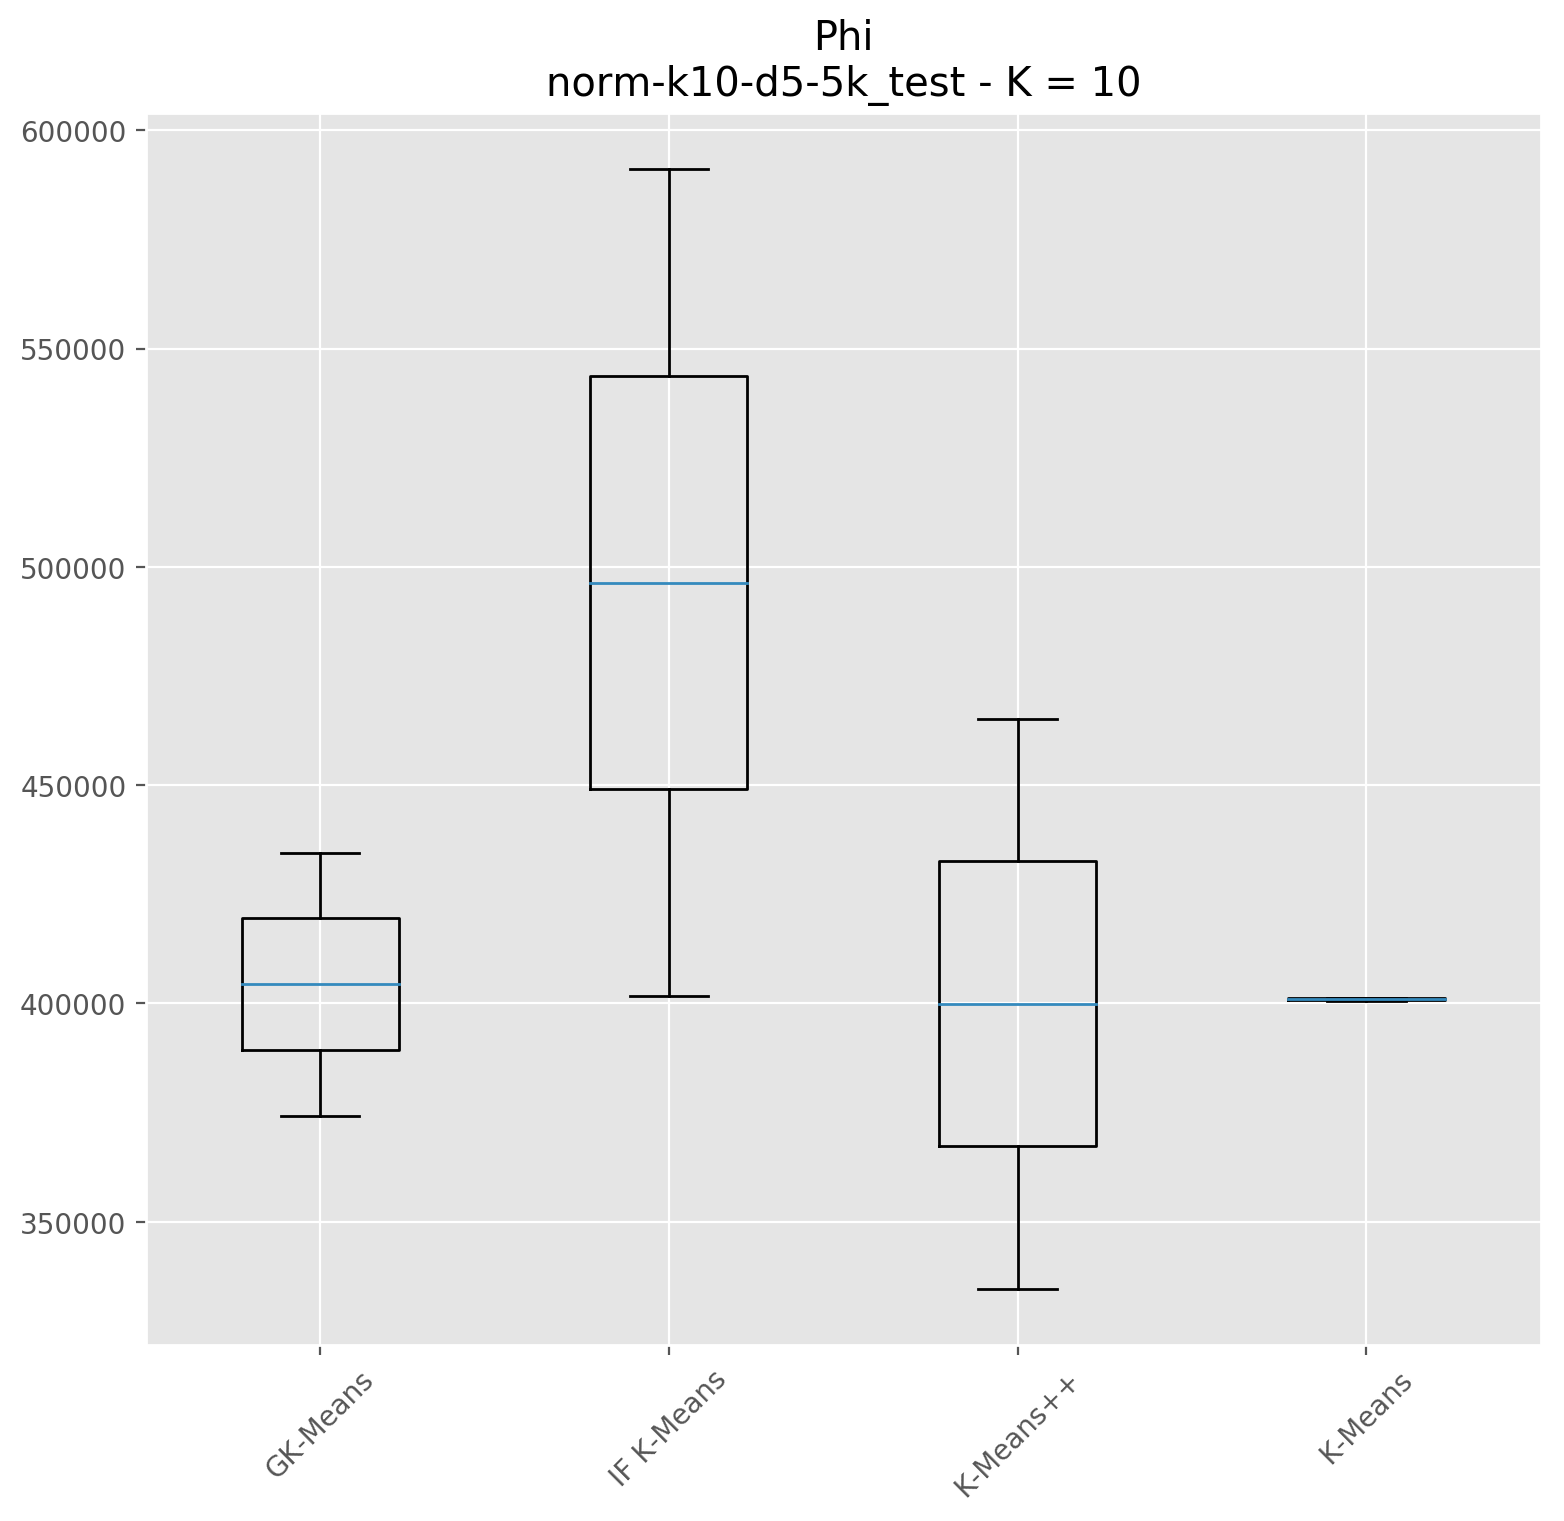 Phi
norm-k10-d5-5k_test - K = 10
600000
550000
500000
450000
400000
350000
GK-Means
IF K-Means
K-Means++
K-Means